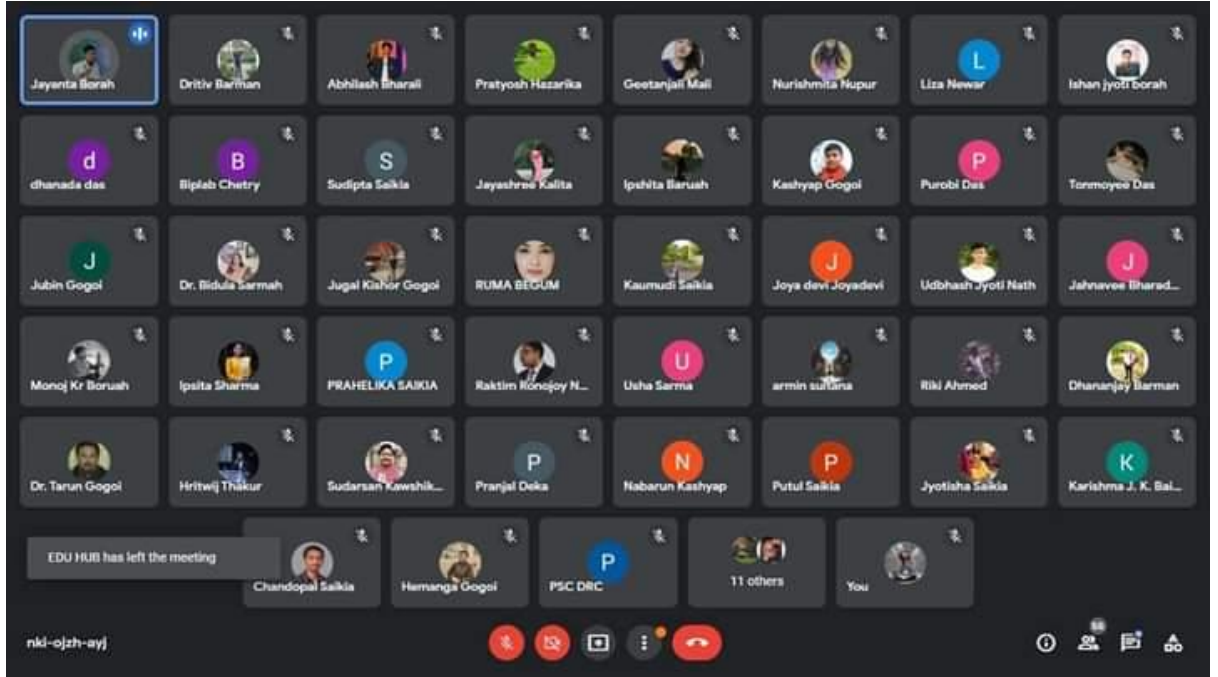 Jayanta Borah
Dritiv Barman
Abhilash Bharali
Pratyosh Hazarika
Geetanjali Mali
Nurishmita Nupur
L
Liza Newar
Ishan jyoti borah
d
dhanada das
B
Biplab Chetry
S
Sudipta Saikia
Jayashree Kalita
Ipshita Baruah
Kashyap Gogoi
P
Purobi Das
Tonmoyee Das
J
Jubin Gogoi
Dr. Bidula Sarmah
Jugal Kishor Gogoi
RUMA BEGUM
Kaumudi Saikia
J
Joya devi Joyadevi
Udbhash Jyoti Nath
J
Jahnavee Bharad...
Monoj Kr Boruah
Ipsita Sharma
P
PRAHELIKA SAIKIA
Raktim Ronojoy N...
U
Usha Sarma
armin sultana
Riki Ahmed
Dhananjay Barman
Dr. Tarun Gogoi
Hritwij Thakur
Sudarsan Kawshik...
P
Pranjal Deka
N
Nabarun Kashyap
P
Putul Saikia
Jyotisha Saikia
K
Karishma J. K. Bai...
EDU HUB has left the meeting
Chandopal Saikia
Hemanga Gogoi
P
PSC DRC
11 others
You
nki-ojzh-ayj